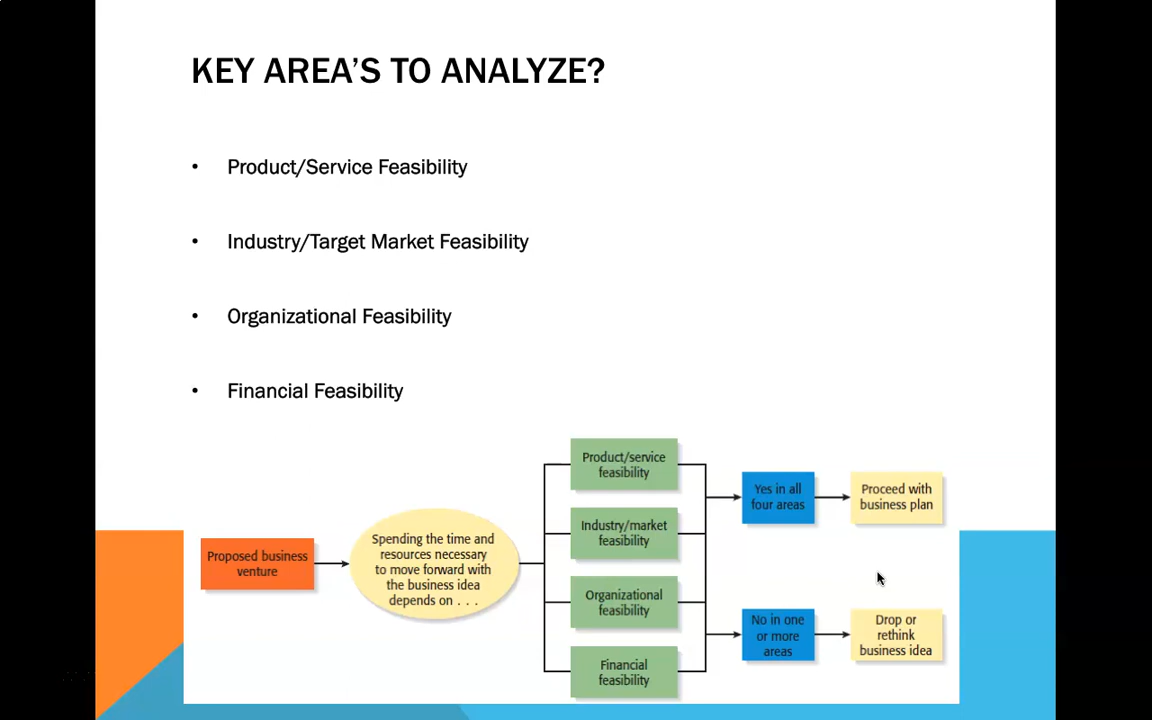 KEY AREA’S TO ANALYZE?
• Product/Service Feasibility
• Industry/Target Market Feasibility
• Organizational Feasibility
• Financial Feasibility
Proposed business
venture
Spending the time and
resources necessary
to move forward with
the business idea
depends on . . .
Product/service
feasibility
Industry/market
feasibility
Organizational
feasibility
Financial
feasibility
Yes in all
four areas
Proceed with
business plan
No in one
or more
areas
Drop or
rethink
business idea